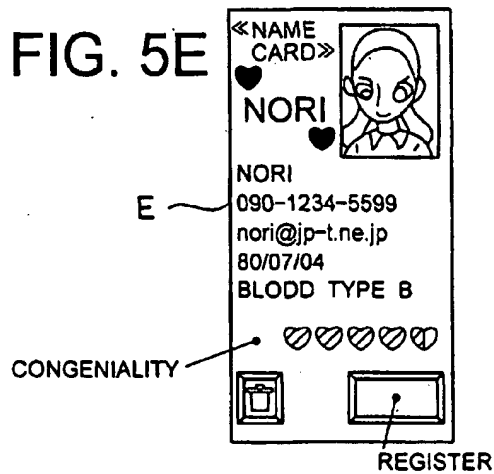 FIG. 5E
≪NAME
CARD≫
NORI
NORI
090-1234-5599
nori@jp-t.ne.jp
80/07/04
BLODD TYPE B
E
CONGENIALITY
REGISTER